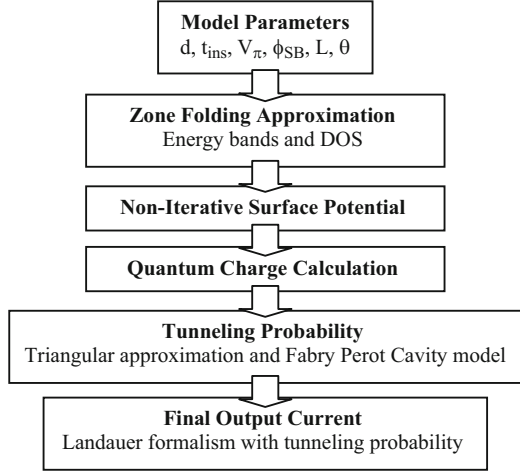 Model Parameters
d, t_ins, V_π, ϕ_SB, L, θ
Zone Folding Approximation
Energy bands and DOS
Non-Iterative Surface Potential
Quantum Charge Calculation
Tunneling Probability
Triangular approximation and Fabry Perot Cavity model
Final Output Current
Landauer formalism with tunneling probability